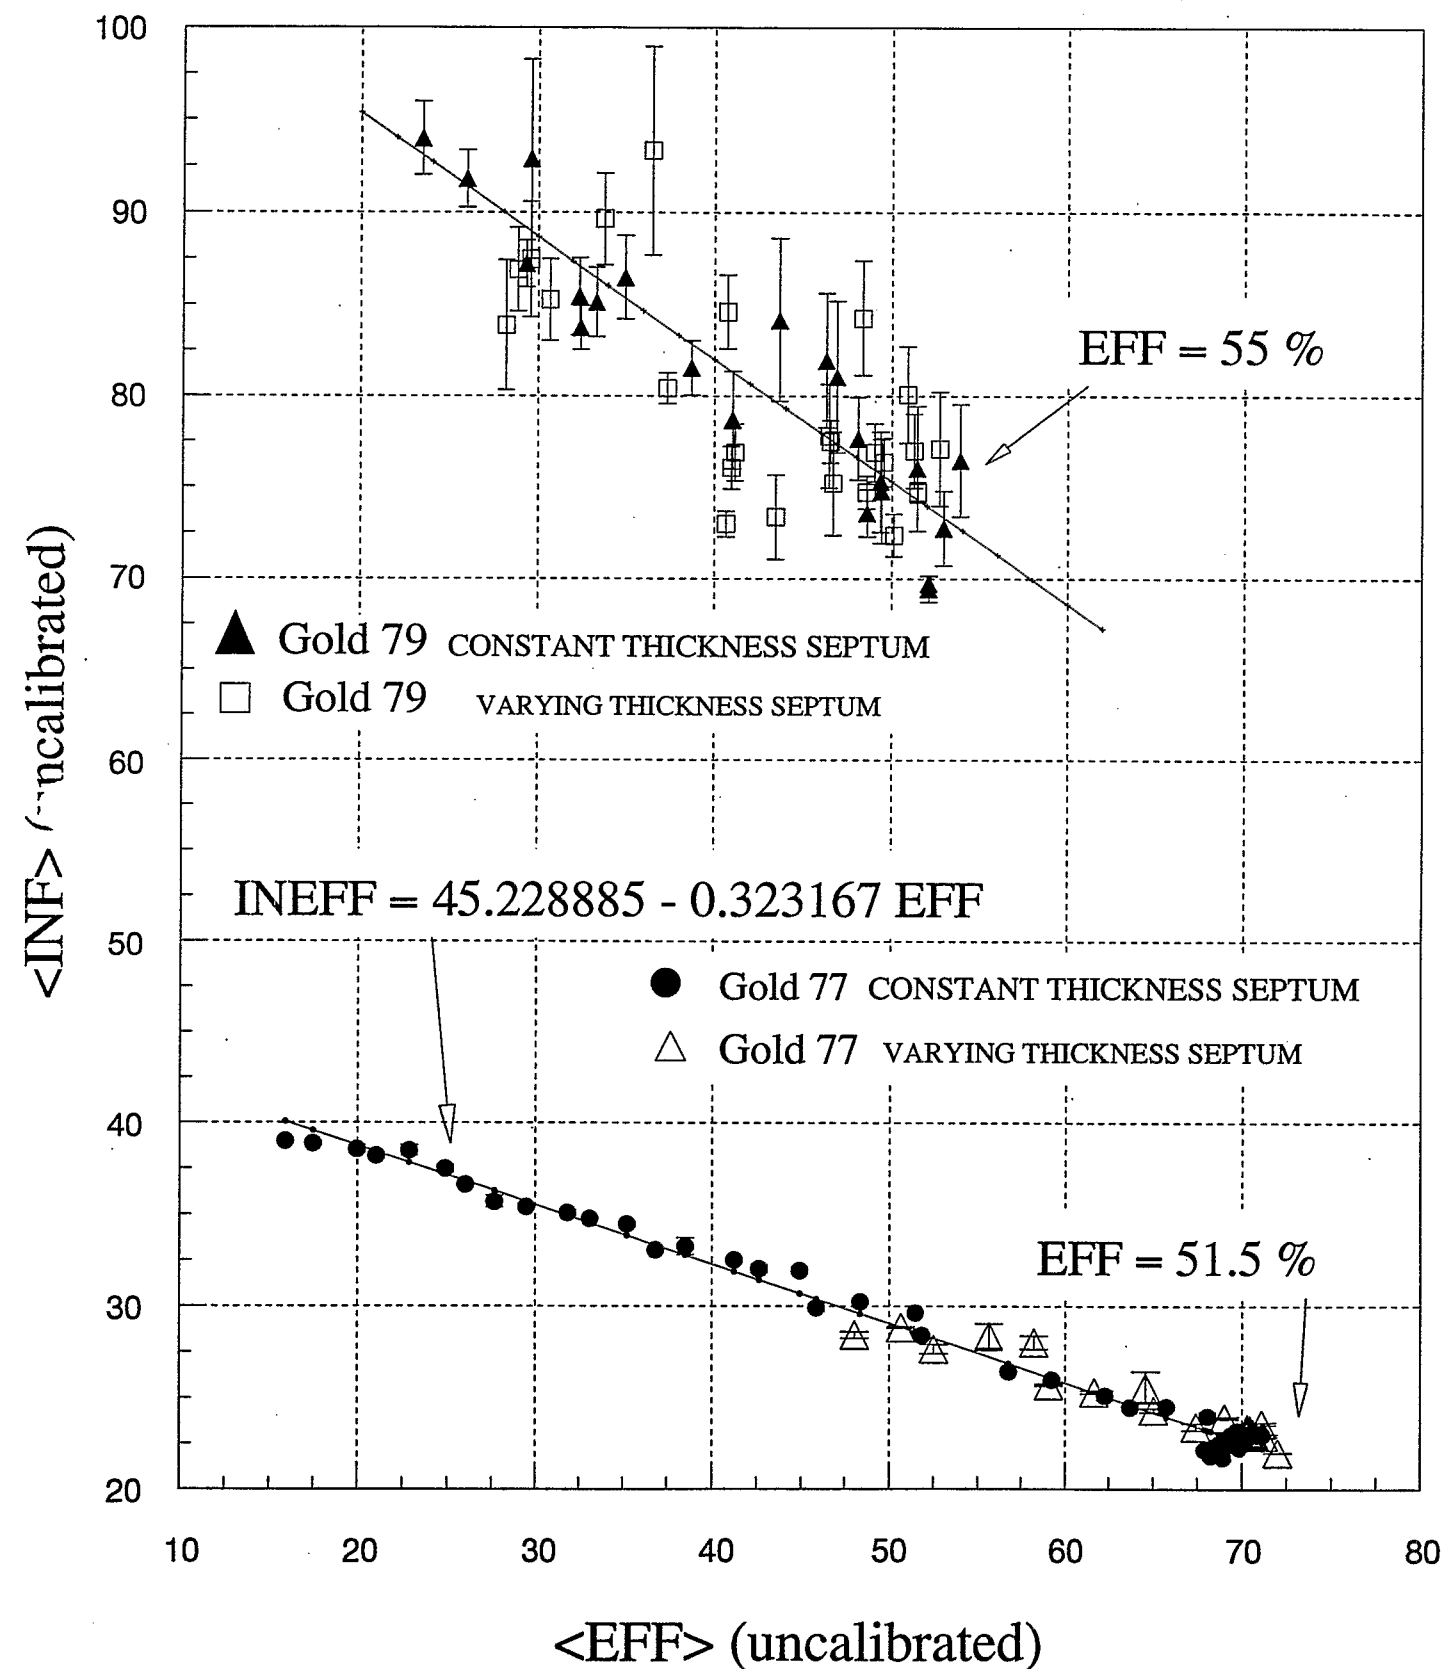 100
90
80
70
60
50
40
30
20
10 20 30 40 50 60 70 80
<INF> (uncalibrated)
<EFF> (uncalibrated)
EFF = 55 %
Gold 79 CONSTANT THICKNESS SEPTUM
Gold 79 VARYING THICKNESS SEPTUM
INEFF = 45.228885 - 0.323167 EFF
Gold 77 CONSTANT THICKNESS SEPTUM
Gold 77 VARYING THICKNESS SEPTUM
EFF = 51.5 %